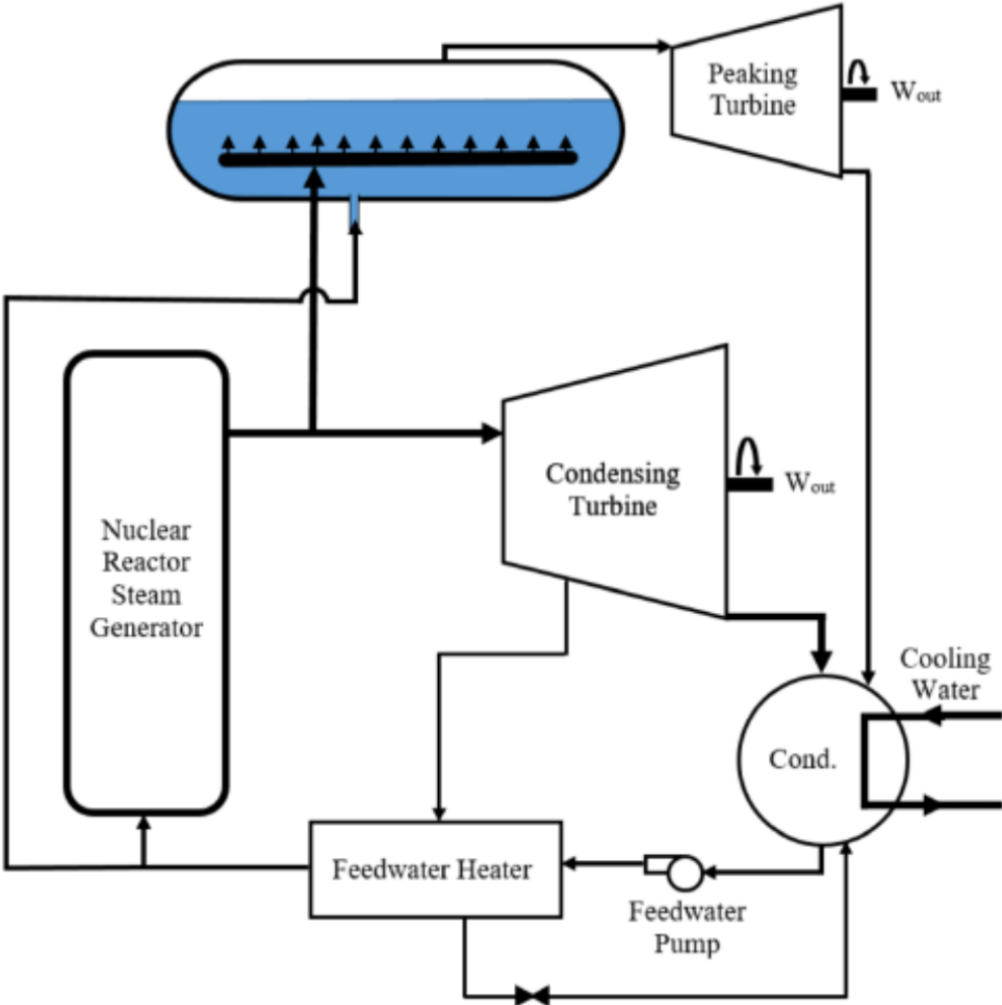 Peaking
Turbine
Wout
Condensing
Turbine
Wout
Nuclear
Reactor
Steam
Generator
Cooling
Water
Cond.
Feedwater Heater
Feedwater
Pump